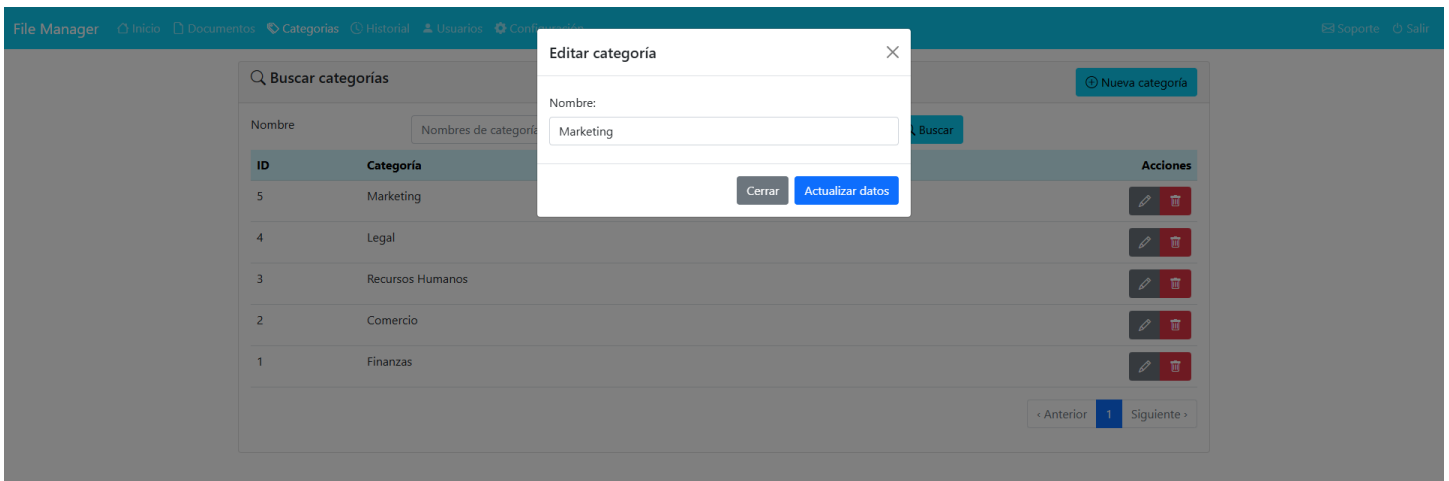 File Manager Inicio Documentos Categorias Historial Usuarios Configuración Soporte Salir
Editar categoría
Buscar categorías
Nueva categoría
Nombre:
Nombre Nombres de categoría Marketing Buscar
ID Categoría Acciones
Cerrar Actualizar datos
5 Marketing
4 Legal
3 Recursos Humanos
2 Comercio
1 Finanzas
‹ Anterior 1 Siguiente ›